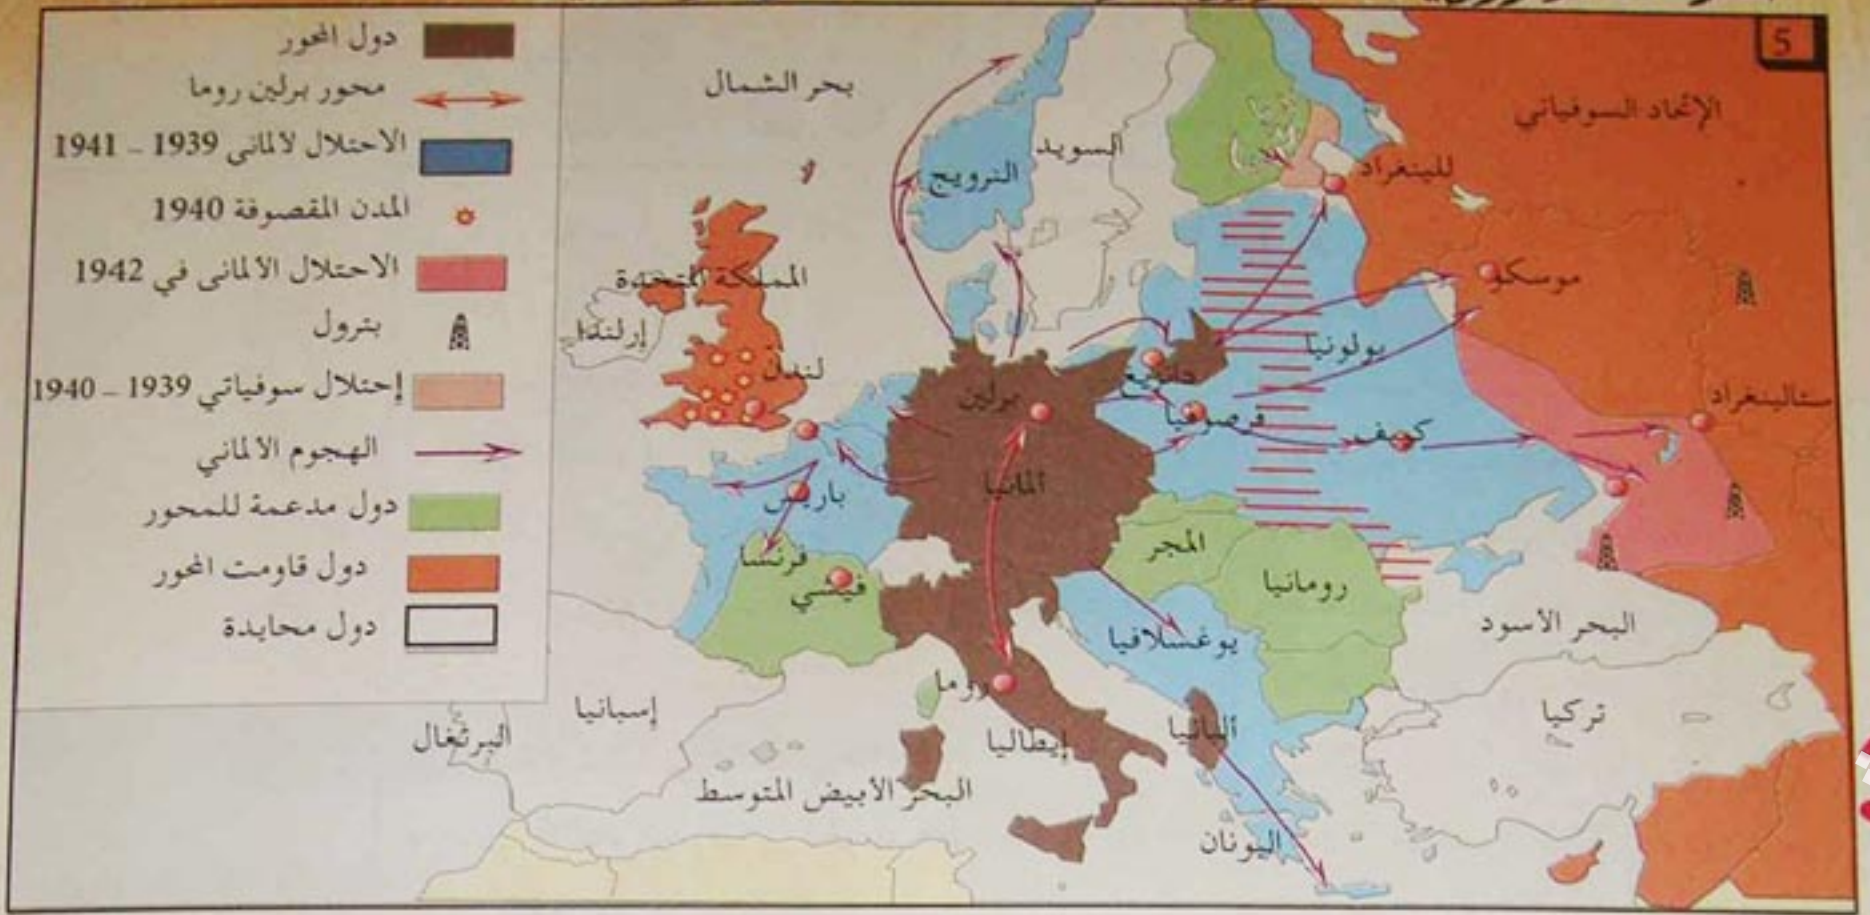 5
دول المحور
محور برلين روما
الاحتلال لالماني 1939 – 1941
المدن المقصوفة 1940
الاحتلال الالماني في 1942
بترول
إحتلال سوفياتي 1939 – 1940
الهجوم الالماني
دول مدعمة للمحور
دول قاومت المحور
دول محايدة
بحر الشمال
النرويج
السويد
الإتحاد السوفياتي
للينغراد
موسكو
المملكة المتحدة
إرلندا
لندن
برلين
دانزيغ
بولونيا
فرصوفيا
كييف
ستالينغراد
ألمانيا
باريس
فرنسا
فيشي
المجر
رومانيا
يوغسلافيا
البحر الأسود
روما
إيطاليا
ألبانيا
تركيا
إسبانيا
البرتغال
البحر الأبيض المتوسط
اليونان